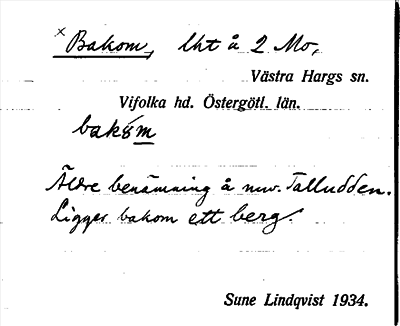 × Bakom, lht å 2 Mo,
Västra Hargs sn.
Vifolka hd. Östergötl. län.
bakóm
Äldre benämning å nuv. Talludden.
Ligger bakom ett berg.
Sune Lindqvist 1934.